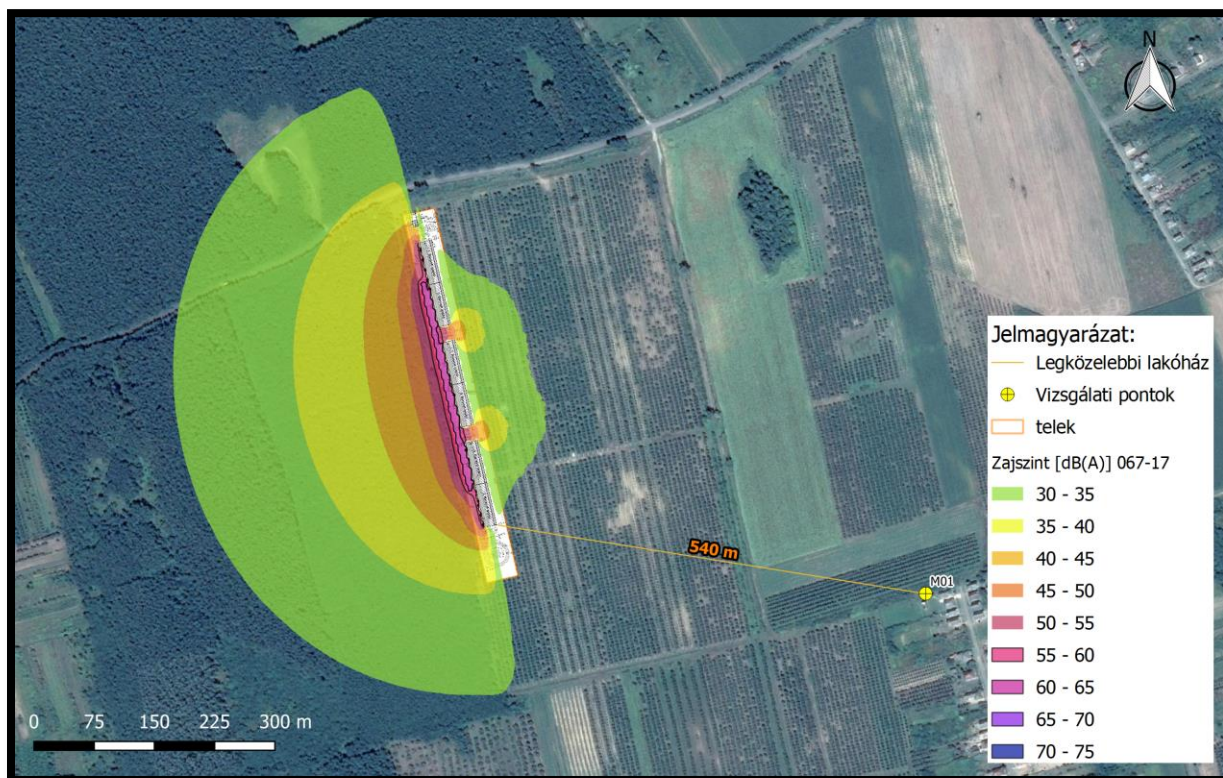 N
540 m
M01
Jelmagyarázat:
Legközelebbi lakóház
Vizsgálati pontok
telek
Zajszint [dB(A)] 067-17
30 - 35
35 - 40
40 - 45
45 - 50
50 - 55
55 - 60
60 - 65
65 - 70
70 - 75
0 75 150 225 300 m